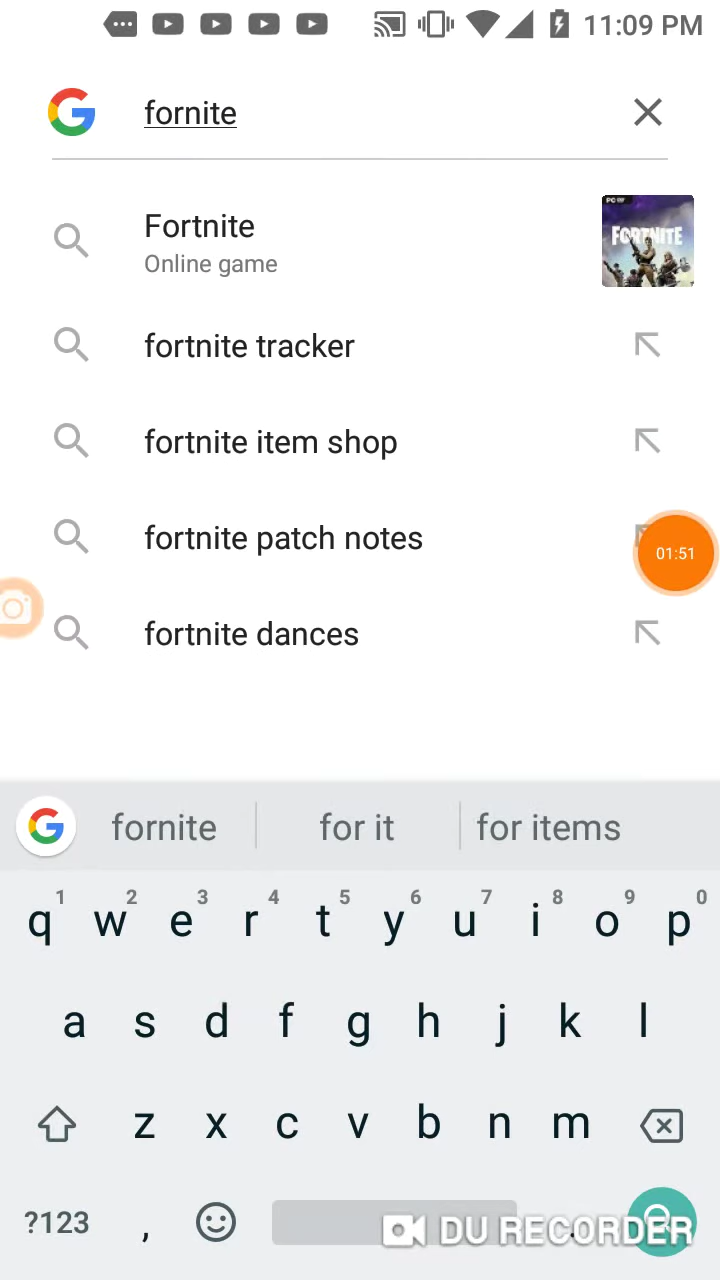 11:09 PM
fornite
Fortnite
Online game
PC
FORTNITE
fortnite tracker
fortnite item shop
fortnite patch notes
01:51
fortnite dances
fornite
for it
for items
1 2 3 4 5 6 7 8 9 0
q w e r t y u i o p
a s d f g h j k l
z x c v b n m
?123 , .
DU RECORDER